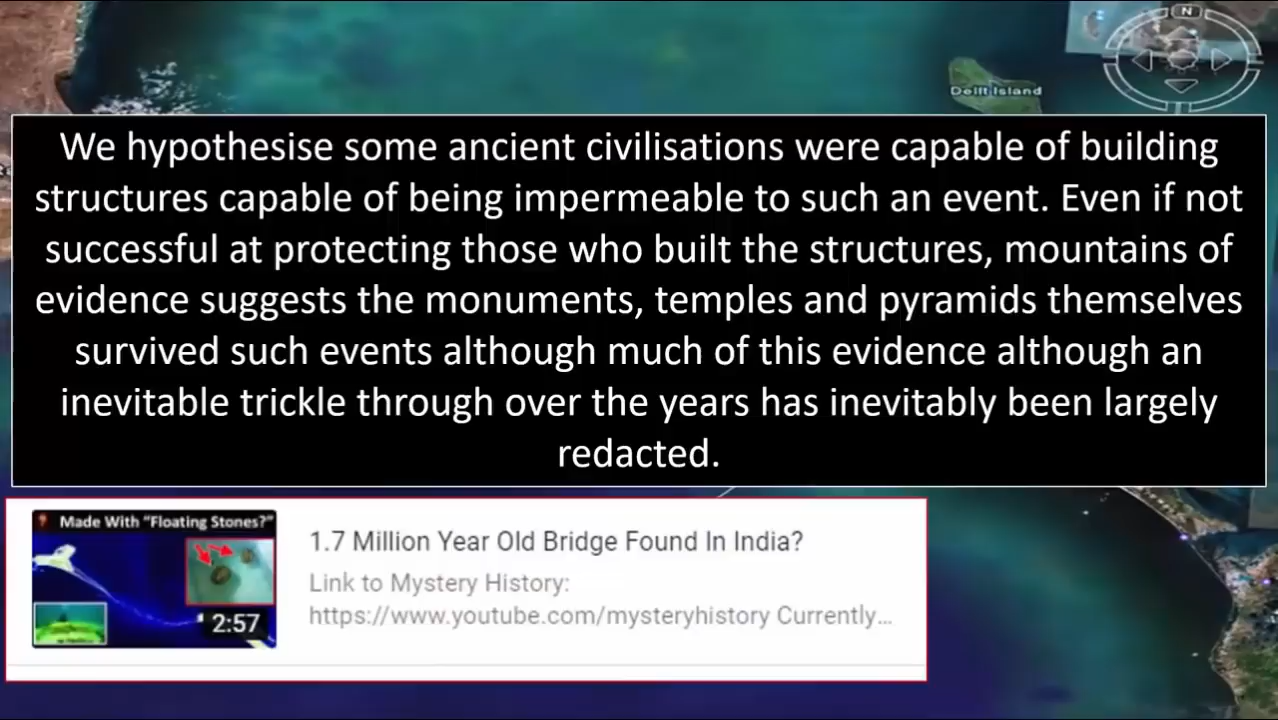 N
Delft Island
We hypothesise some ancient civilisations were capable of building
structures capable of being impermeable to such an event. Even if not
successful at protecting those who built the structures, mountains of
evidence suggests the monuments, temples and pyramids themselves
survived such events although much of this evidence although an
inevitable trickle through over the years has inevitably been largely
redacted.
Made With "Floating Stones?"
2:57
1.7 Million Year Old Bridge Found In India?
Link to Mystery History:
https://www.youtube.com/mysteryhistory Currently...